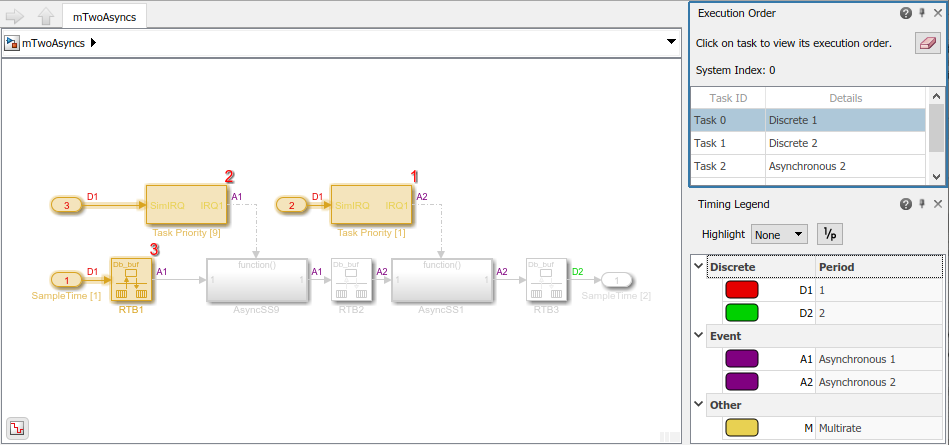 mTwoAsyncs
mTwoAsyncs
2
1
D1
A1
D1
A2
3
SimIRQ
IRQ1
2
SimIRQ
IRQ1
Task Priority [9]
Task Priority [1]
3
D1
Db_buf
A1
function()
A1
Db_buf
A2
function()
A2
Db_buf
D2
1
1
1
1
1
1
SampleTime [1]
RTB1
AsyncSS9
RTB2
AsyncSS1
RTB3
SampleTime [2]
Execution Order
Click on task to view its execution order.
System Index: 0
Task ID Details
Task 0 Discrete 1
Task 1 Discrete 2
Task 2 Asynchronous 2
Timing Legend
Highlight None 1/p
Discrete Period
D1 1
D2 2
Event
A1 Asynchronous 1
A2 Asynchronous 2
Other
M Multirate